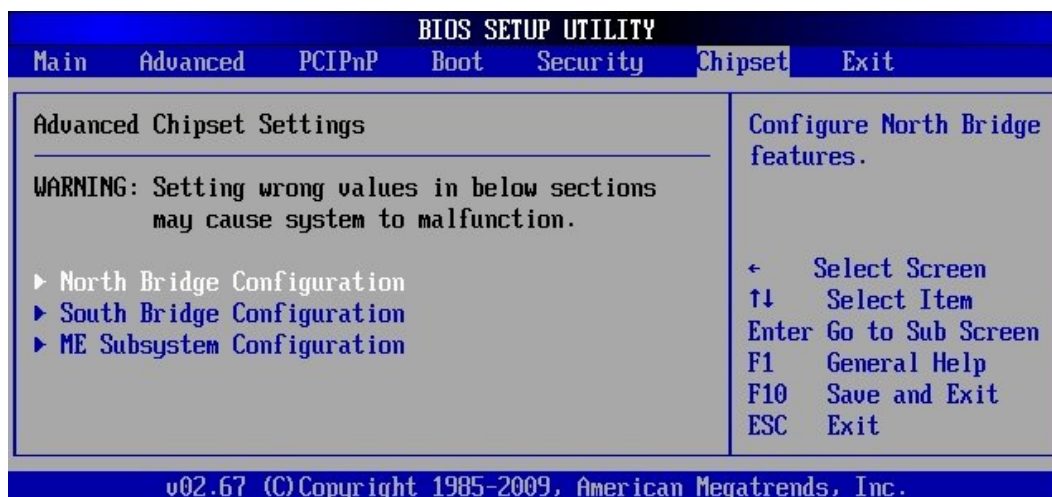 BIOS SETUP UTILITY
Main Advanced PCIPnP Boot Security Chipset Exit
Advanced Chipset Settings
WARNING: Setting wrong values in below sections
may cause system to malfunction.
▶ North Bridge Configuration
▶ South Bridge Configuration
▶ ME Subsystem Configuration
Configure North Bridge
features.
← Select Screen
↑↓ Select Item
Enter Go to Sub Screen
F1 General Help
F10 Save and Exit
ESC Exit
v02.67 (C)Copyright 1985-2009, American Megatrends, Inc.